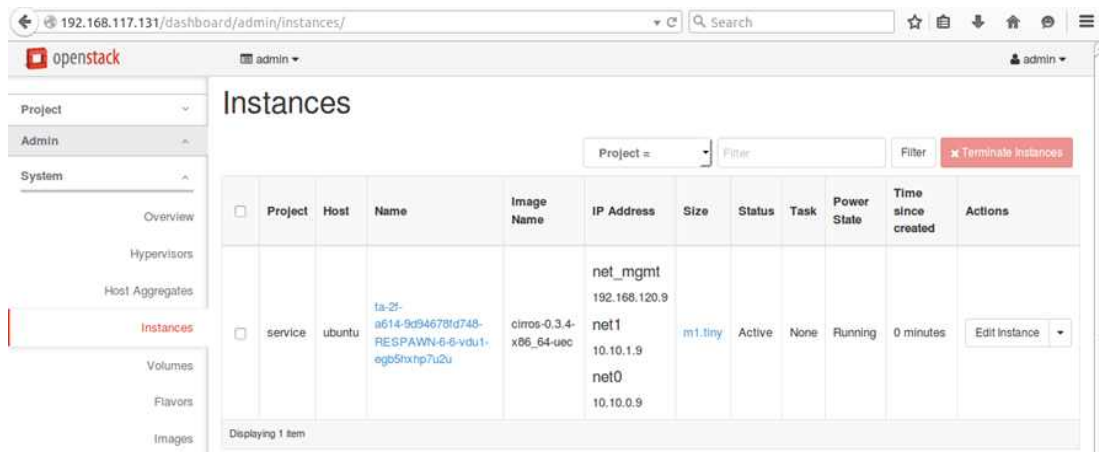 192.168.117.131/dashboard/admin/instances/
Search
openstack
admin
admin
Project
Admin
System
Overview
Hypervisors
Host Aggregates
Instances
Volumes
Flavors
Images
Instances
Project =
Filter
Filter
Terminate Instances
Project
Host
Name
Image
Name
IP Address
Size
Status
Task
Power
State
Time
since
created
Actions
service
ubuntu
ta-2f-
a614-9d94678fd748-
RESPAWN-6-6-vdu1-
egb5hxhp7u2u
cirros-0.3.4-
x86_64-uec
net_mgmt
192.168.120.9
net1
10.10.1.9
net0
10.10.0.9
m1.tiny
Active
None
Running
0 minutes
Edit Instance
Displaying 1 item